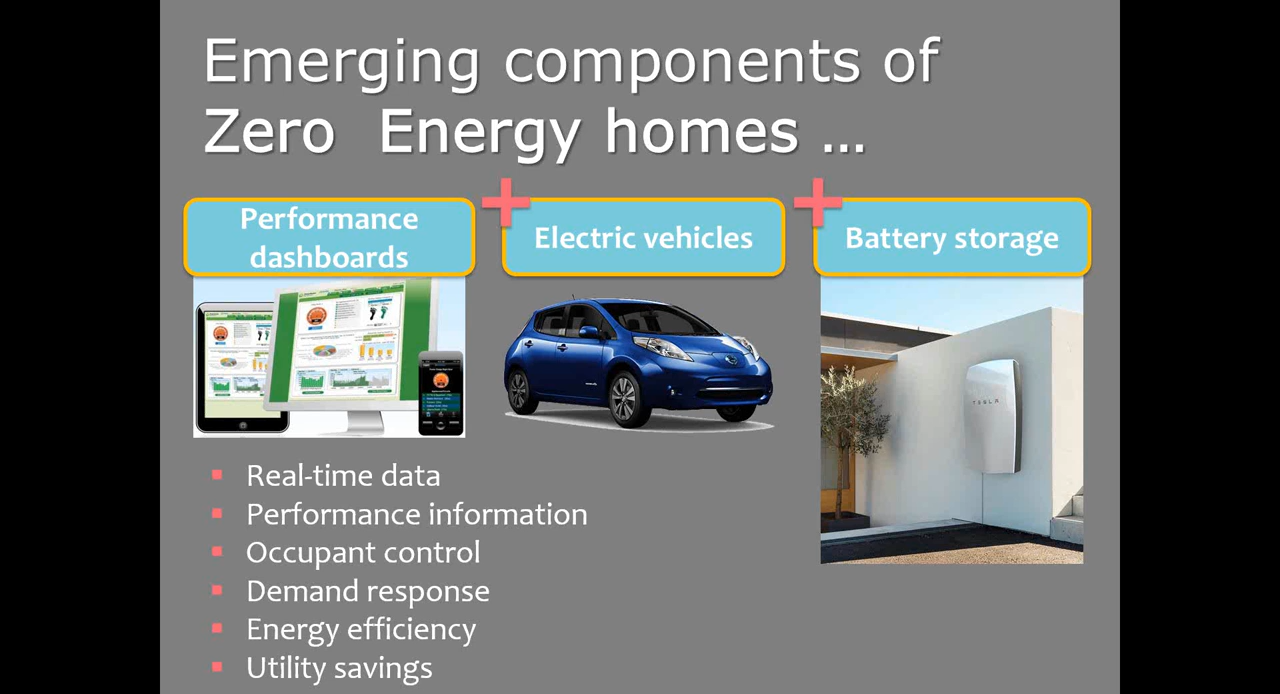 Emerging components of
Zero Energy homes ...
Performance
dashboards
Electric vehicles
Battery storage
TESLA
Real-time data
Performance information
Occupant control
Demand response
Energy efficiency
Utility savings